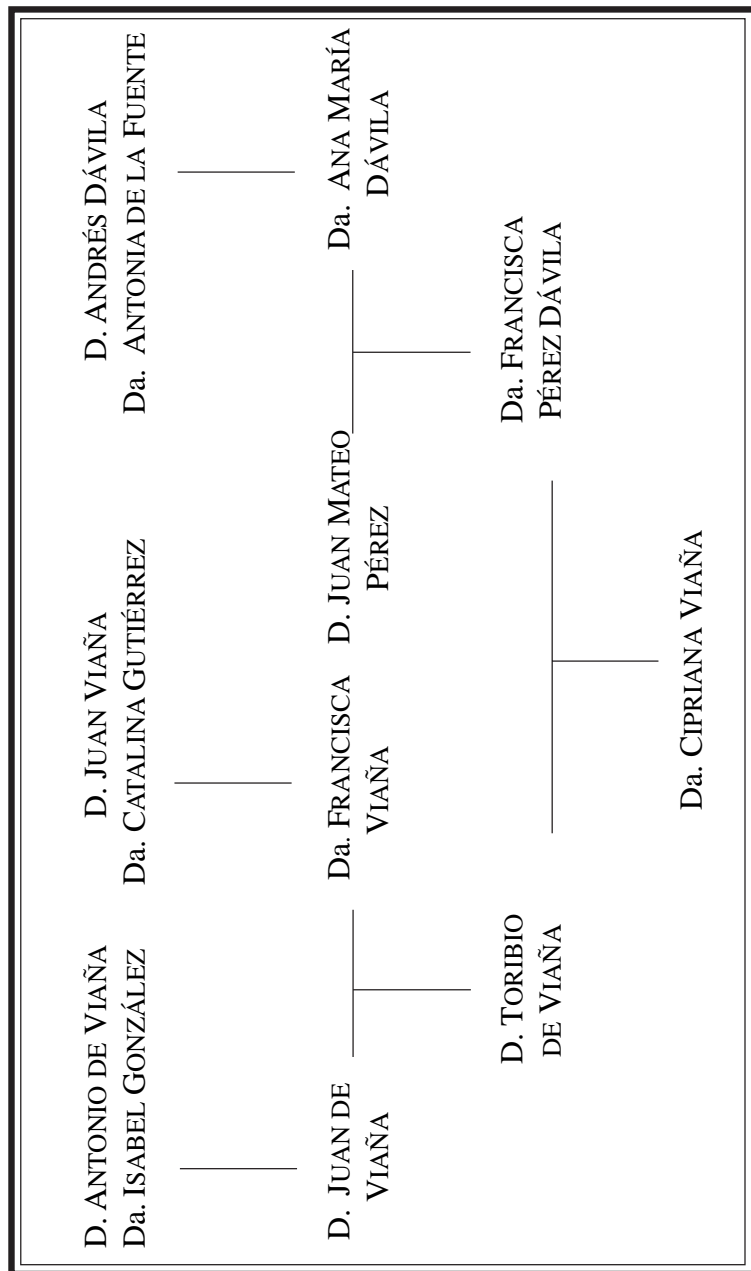 D. ANTONIO DE VIAÑA
Da. ISABEL GONZÁLEZ
D. JUAN VIAÑA
Da. CATALINA GUTIÉRREZ
D. ANDRÉS DÁVILA
Da. ANTONIA DE LA FUENTE
D. JUAN DE
VIAÑA
Da. FRANCISCA
VIAÑA
D. JUAN MATEO
PÉREZ
Da. ANA MARÍA
DÁVILA
D. TORIBIO
DE VIAÑA
Da. FRANCISCA
PÉREZ DÁVILA
Da. CIPRIANA VIAÑA